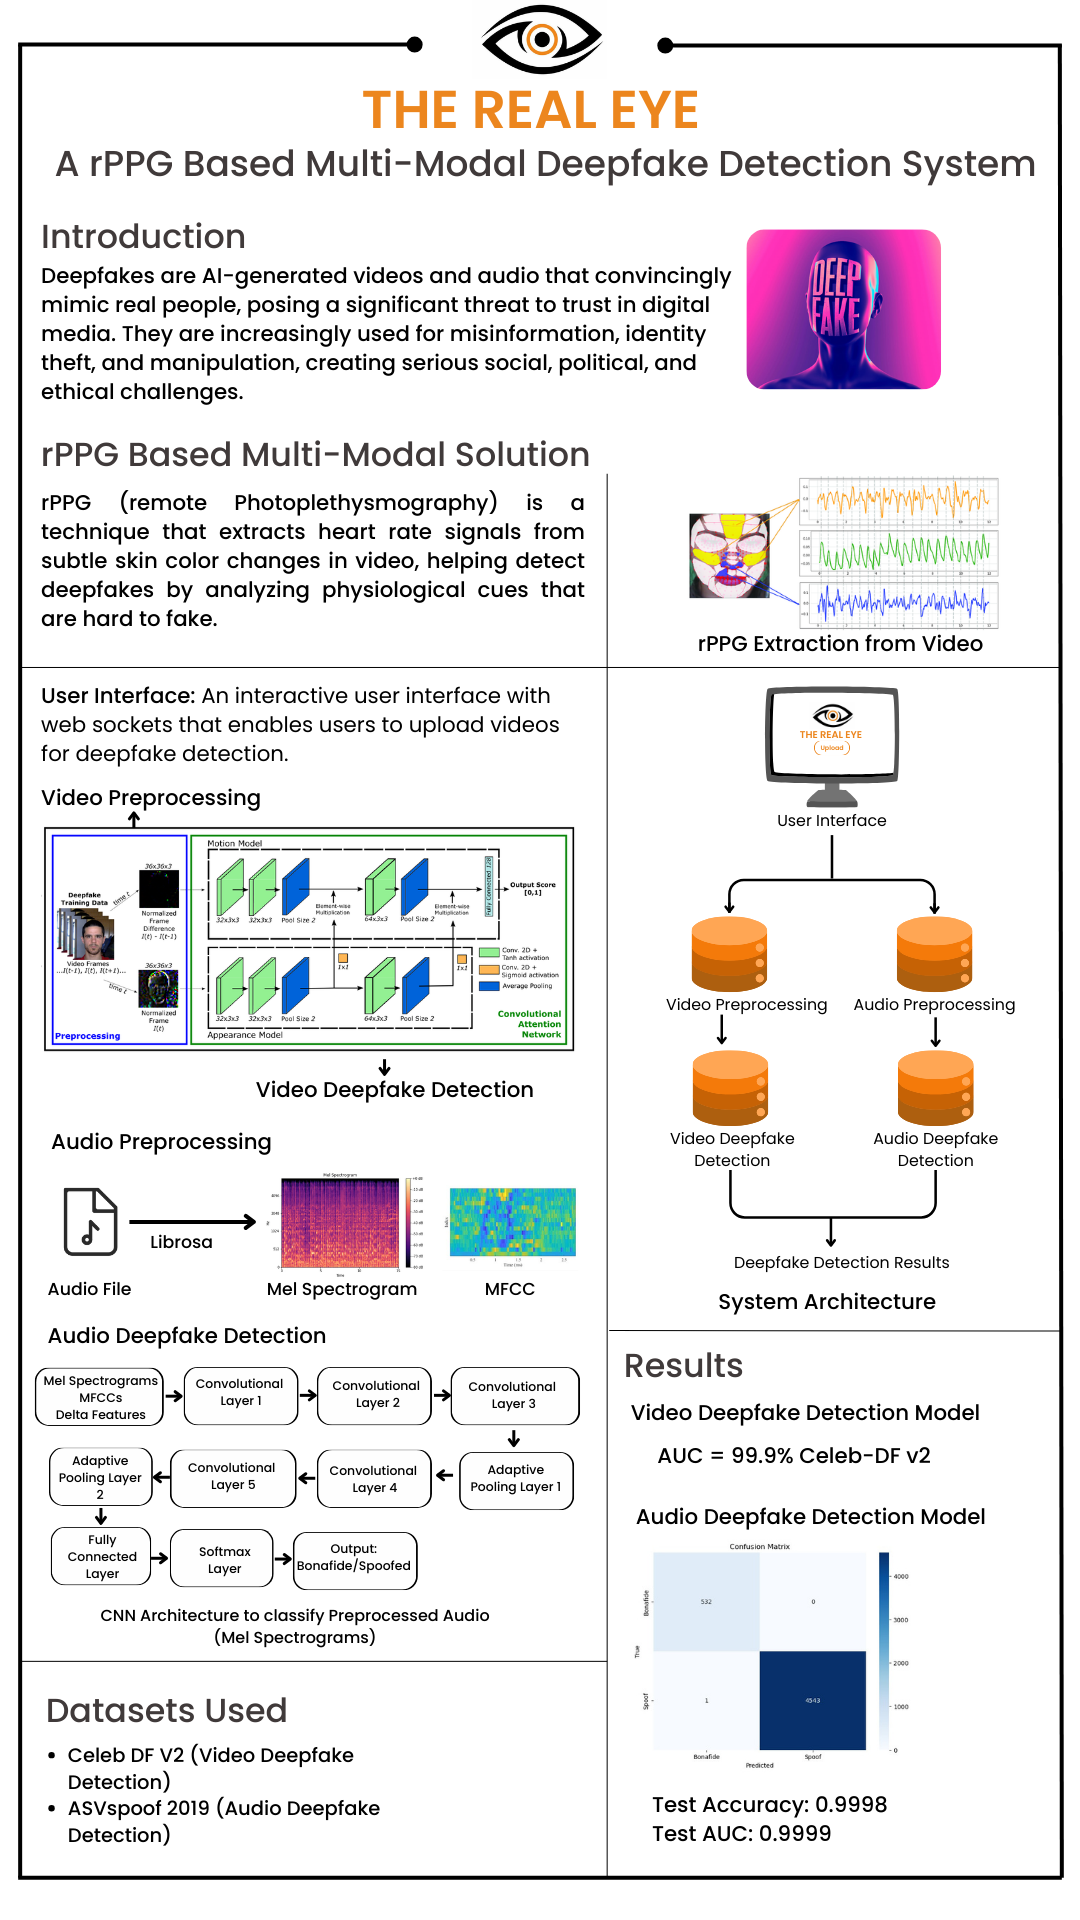 THE REAL EYE
A rPPG Based Multi-Modal Deepfake Detection System
Introduction
Deepfakes are AI-generated videos and audio that convincingly
mimic real people, posing a significant threat to trust in digital
media. They are increasingly used for misinformation, identity
theft, and manipulation, creating serious social, political, and
ethical challenges.
DEEP
FAKE
rPPG Based Multi-Modal Solution
rPPG (remote Photoplethysmography) is a
technique that extracts heart rate signals from
subtle skin color changes in video, helping detect
deepfakes by analyzing physiological cues that
are hard to fake.
rPPG Extraction from Video
User Interface: An interactive user interface with
web sockets that enables users to upload videos
for deepfake detection.
Video Preprocessing
Motion Model
36x36x3
Deepfake
Training Data
time t
Normalized
Frame
Difference
I(t) - I(t-1)
Video Frames
...I(t-1), I(t), I(t+1)...
36x36x3
time t
Normalized
Frame
I(t)
Preprocessing
32x3x3
32x3x3
Pool Size 2
Element-wise
Multiplication
64x3x3
Pool Size 2
Element-wise
Multiplication
Fully Connected 128
Output Score
[0,1]
1x1
1x1
Conv. 2D +
Tanh activation
Conv. 2D +
Sigmoid activation
Average Pooling
32x3x3
32x3x3
Pool Size 2
64x3x3
Pool Size 2
Appearance Model
Convolutional
Attention
Network
Video Deepfake Detection
Audio Preprocessing
Librosa
Audio File
Mel Spectrogram
Time
Mel Spectrogram
MFCC
Audio Deepfake Detection
Mel Spectrograms
MFCCs
Delta Features
Convolutional
Layer 1
Convolutional
Layer 2
Convolutional
Layer 3
Adaptive
Pooling Layer
2
Convolutional
Layer 5
Convolutional
Layer 4
Adaptive
Pooling Layer 1
Fully
Connected
Layer
Softmax
Layer
Output:
Bonafide/Spoofed
CNN Architecture to classify Preprocessed Audio
(Mel Spectrograms)
Datasets Used
• Celeb DF V2 (Video Deepfake
Detection)
• ASVspoof 2019 (Audio Deepfake
Detection)
THE REAL EYE
Upload
User Interface
Video Preprocessing
Audio Preprocessing
Video Deepfake
Detection
Audio Deepfake
Detection
Deepfake Detection Results
System Architecture
Results
Video Deepfake Detection Model
AUC = 99.9% Celeb-DF v2
Audio Deepfake Detection Model
Confusion Matrix
Bonafide
532
0
True
Spoof
1
4543
Bonafide
Spoof
Predicted
4000
3000
2000
1000
0
Test Accuracy: 0.9998
Test AUC: 0.9999